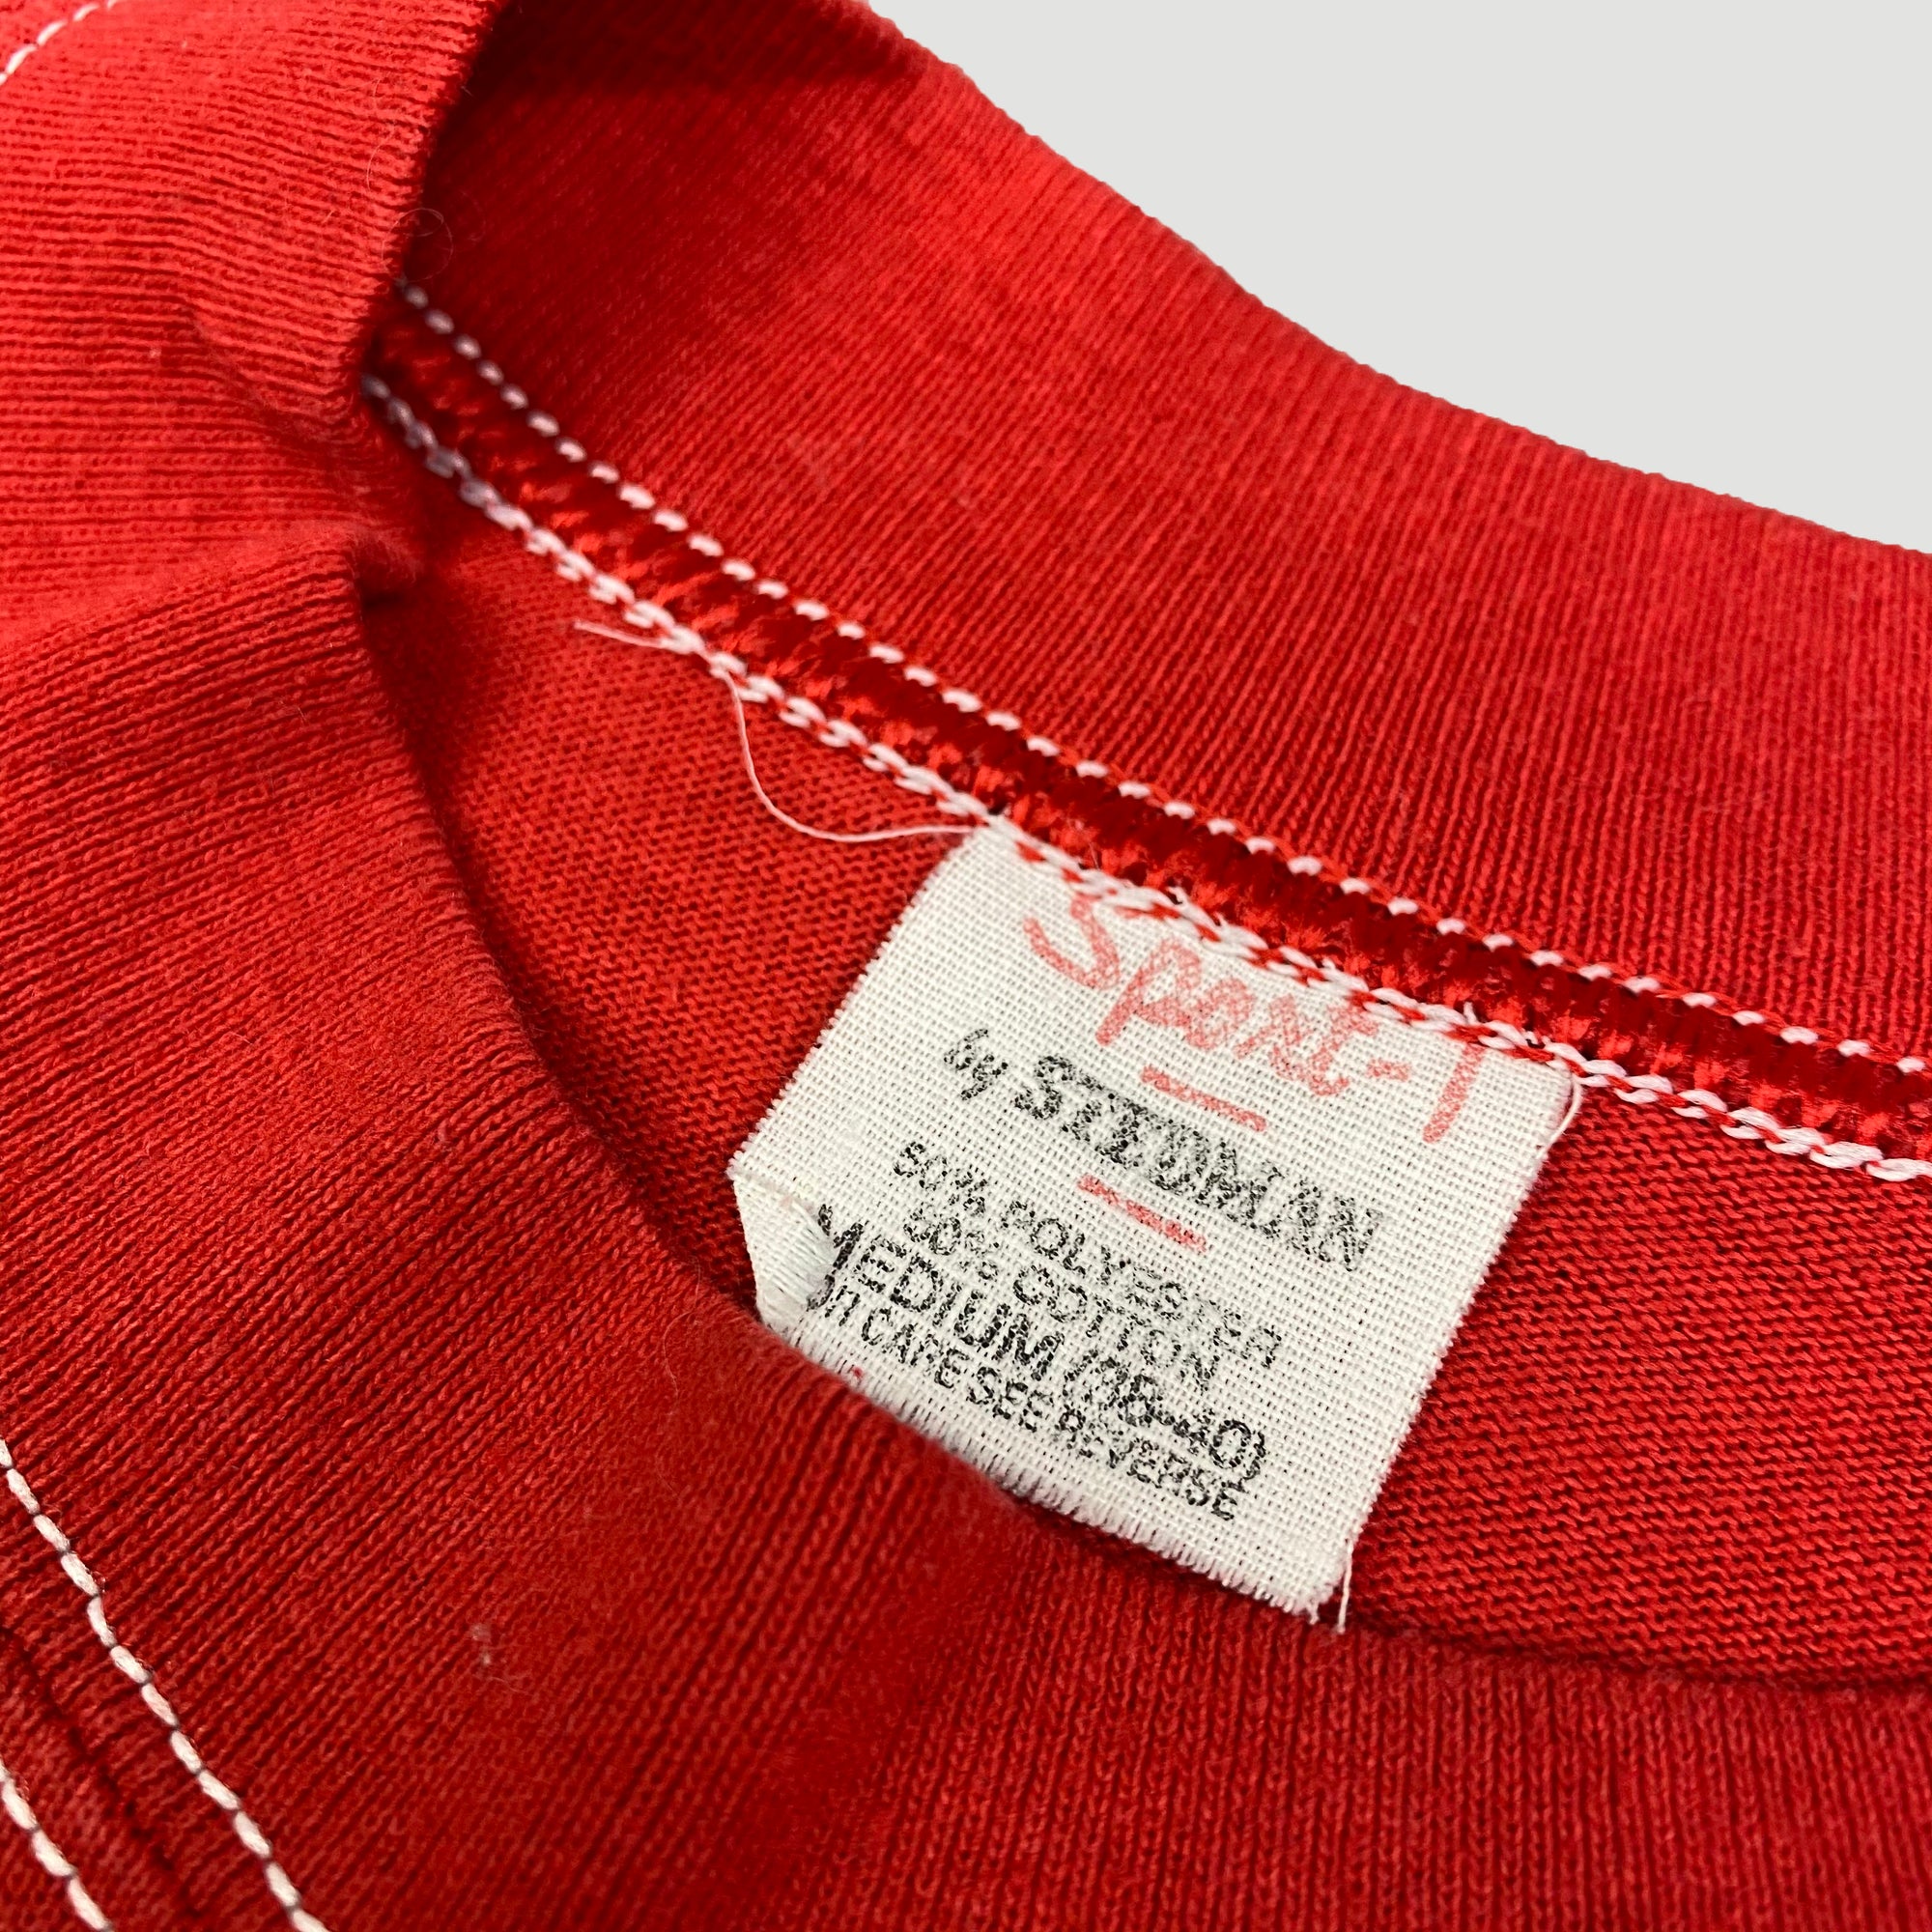 Sport-T
by STEDMAN
50% POLYESTER
50% COTTON
MEDIUM (38-40)
CARE SEE REVERSE